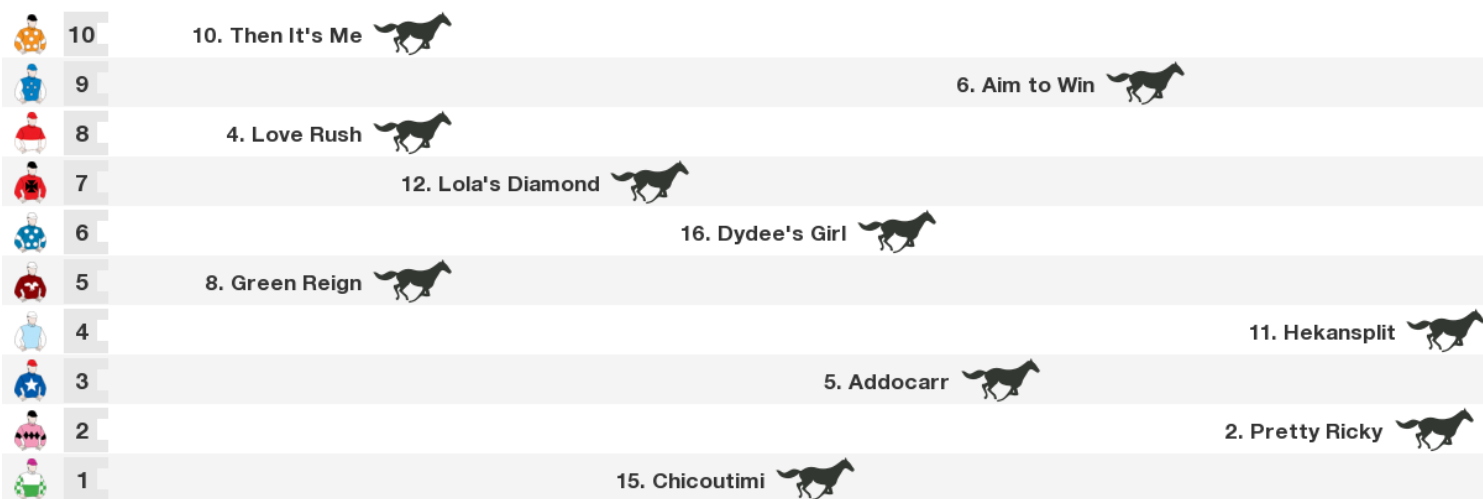 10 10. Then It's Me
9 6. Aim to Win
8 4. Love Rush
7 12. Lola's Diamond
6 16. Dydee's Girl
5 8. Green Reign
4 11. Hekansplit
3 5. Addocarr
2 2. Pretty Ricky
1 15. Chicoutimi